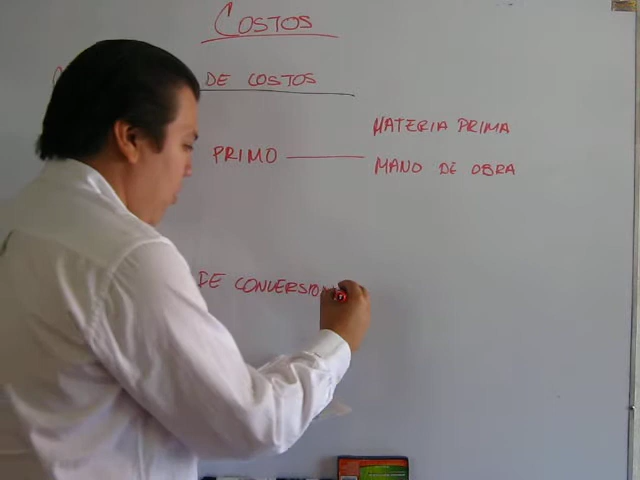 COSTOS
DE COSTOS
MATERIA PRIMA
PRIMO
MANO DE OBRA
DE CONVERSION